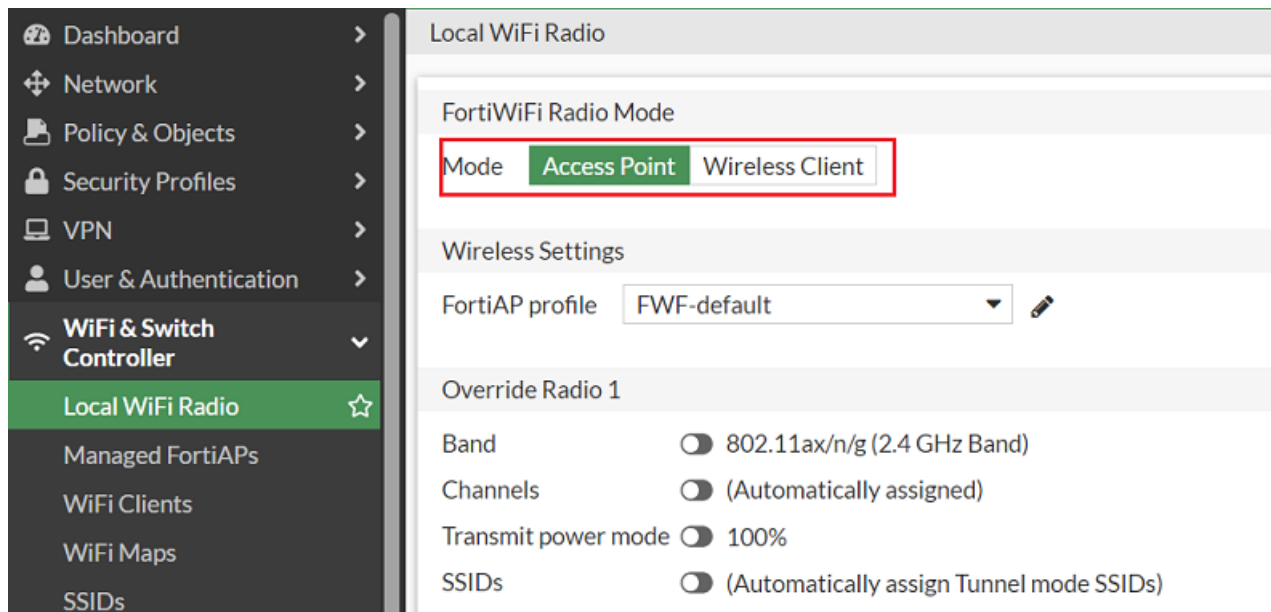 Dashboard
Network
Policy & Objects
Security Profiles
VPN
User & Authentication
WiFi & Switch
Controller
Local WiFi Radio
Managed FortiAPs
WiFi Clients
WiFi Maps
SSIDs
Local WiFi Radio
FortiWiFi Radio Mode
Mode Access Point Wireless Client
Wireless Settings
FortiAP profile FWF-default
Override Radio 1
Band 802.11ax/n/g (2.4 GHz Band)
Channels (Automatically assigned)
Transmit power mode 100%
SSIDs (Automatically assign Tunnel mode SSIDs)